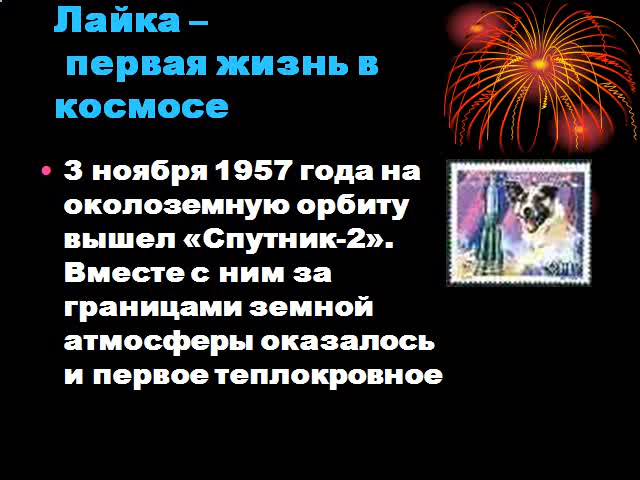 Лайка –
первая жизнь в
космосе
• 3 ноября 1957 года на
околоземную орбиту
вышел «Спутник-2».
Вместе с ним за
границами земной
атмосферы оказалось
и первое теплокровное